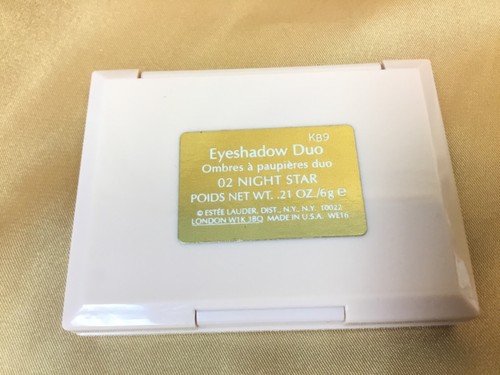 KB9
Eyeshadow Duo
Ombres à paupières duo
02 NIGHT STAR
POIDS NET WT. .21 OZ./6g ℮
© ESTÉE LAUDER, DIST., N.Y., N.Y. 10022
LONDON W1K 3BQ MADE IN U.S.A. WE16